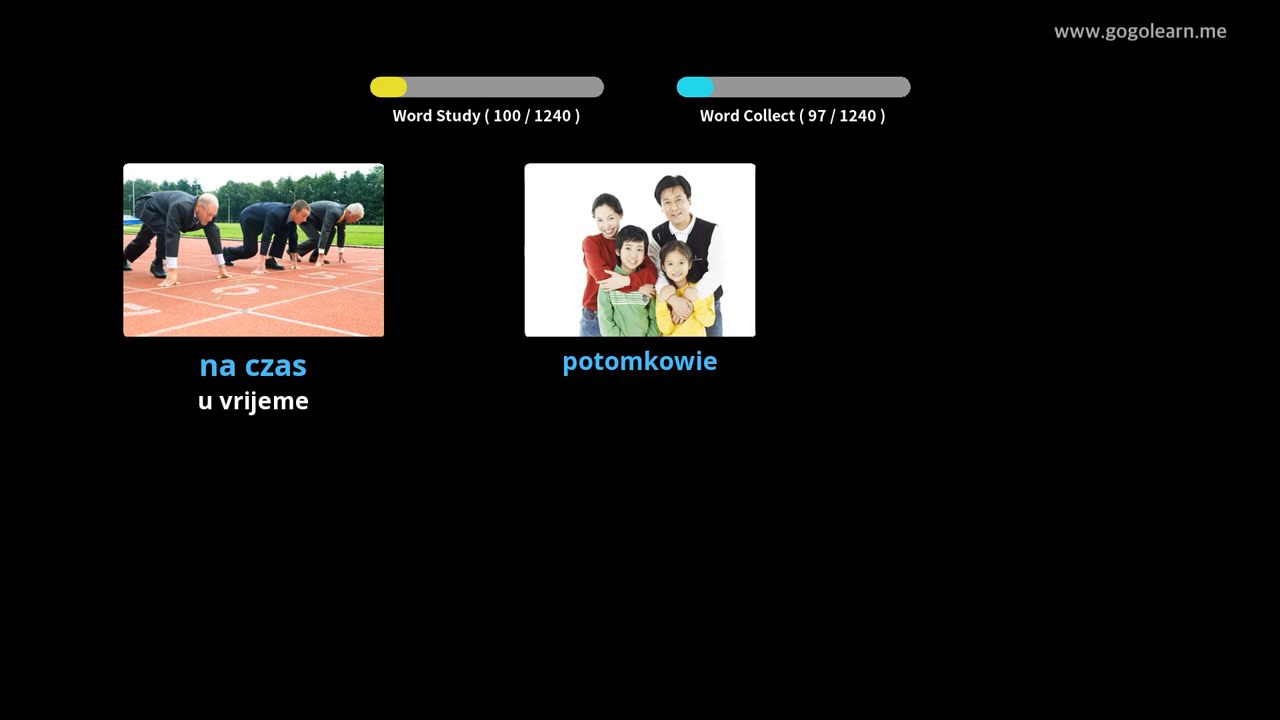 www.gogolearn.me
Word Study ( 100 / 1240 )
Word Collect ( 97 / 1240 )
na czas
u vrijeme
potomkowie